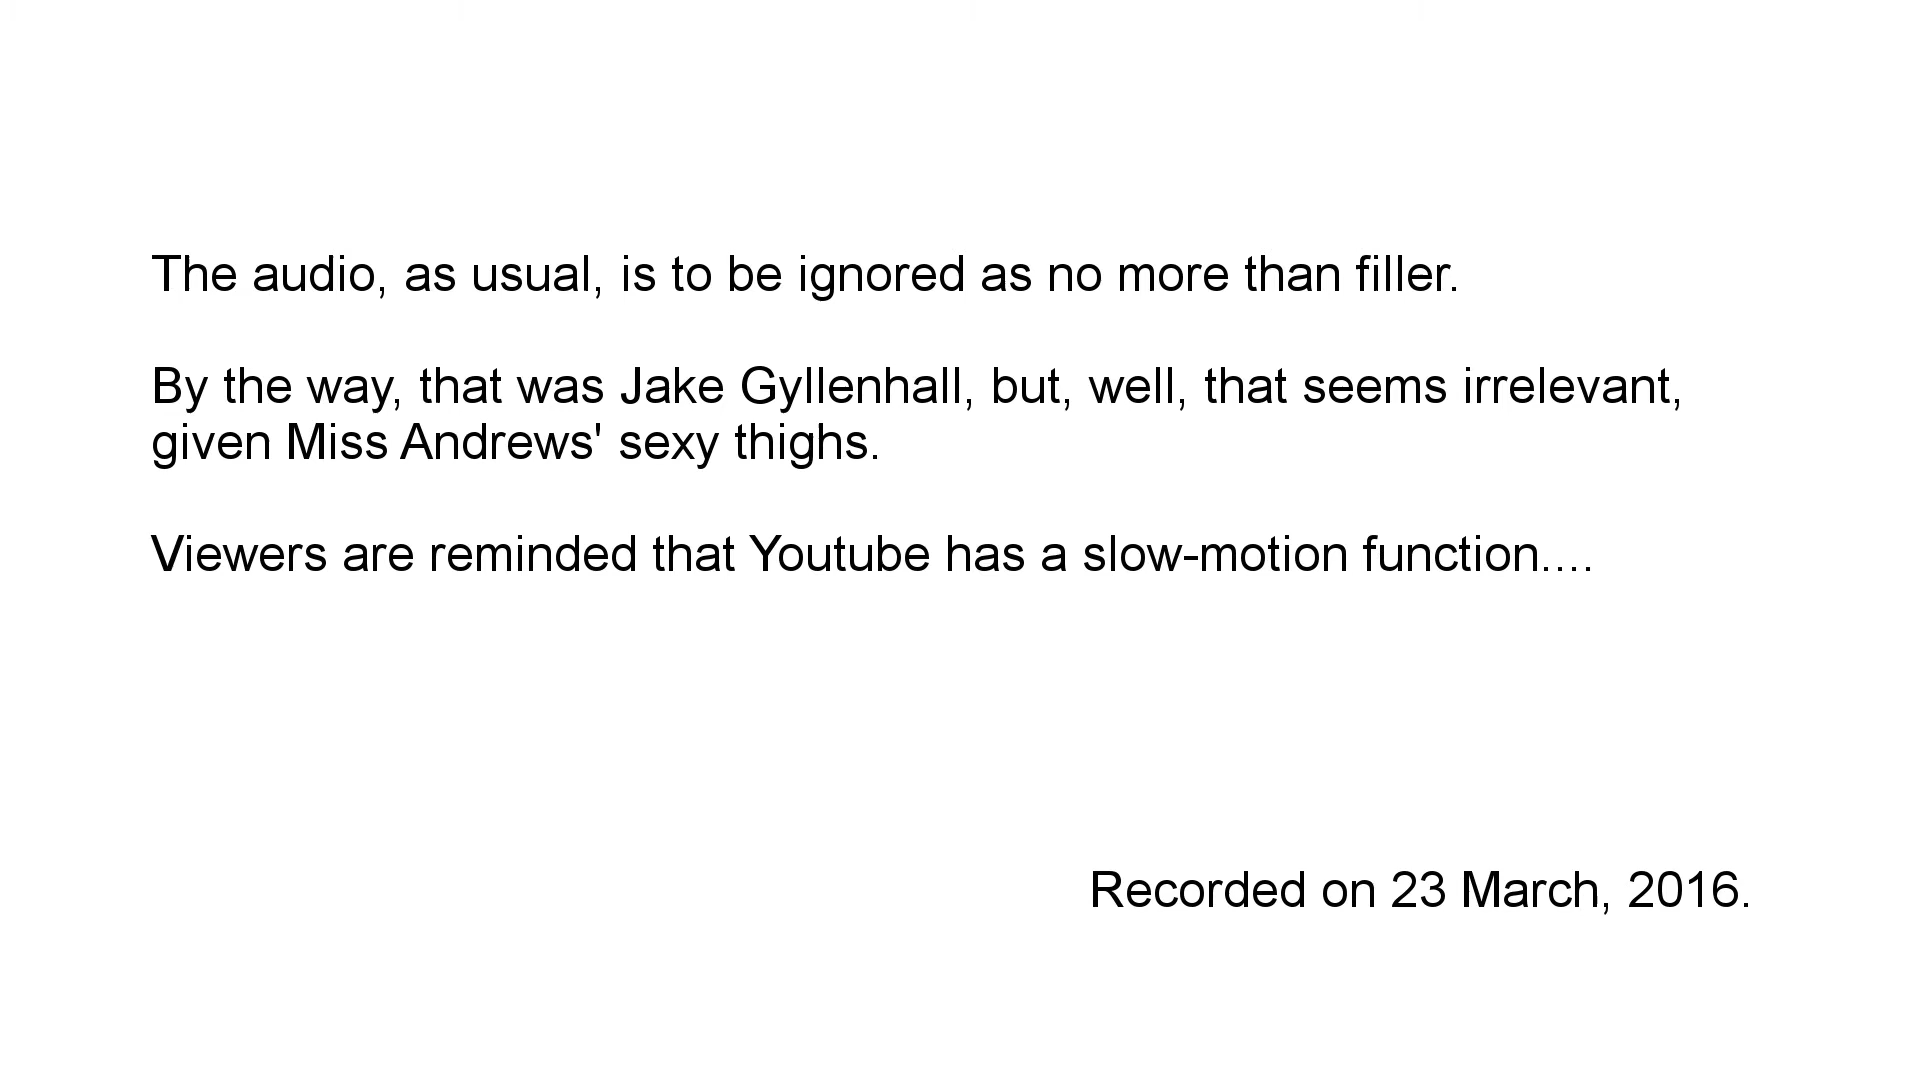 The audio, as usual, is to be ignored as no more than filler.
By the way, that was Jake Gyllenhall, but, well, that seems irrelevant,
given Miss Andrews' sexy thighs.
Viewers are reminded that Youtube has a slow-motion function....
Recorded on 23 March, 2016.